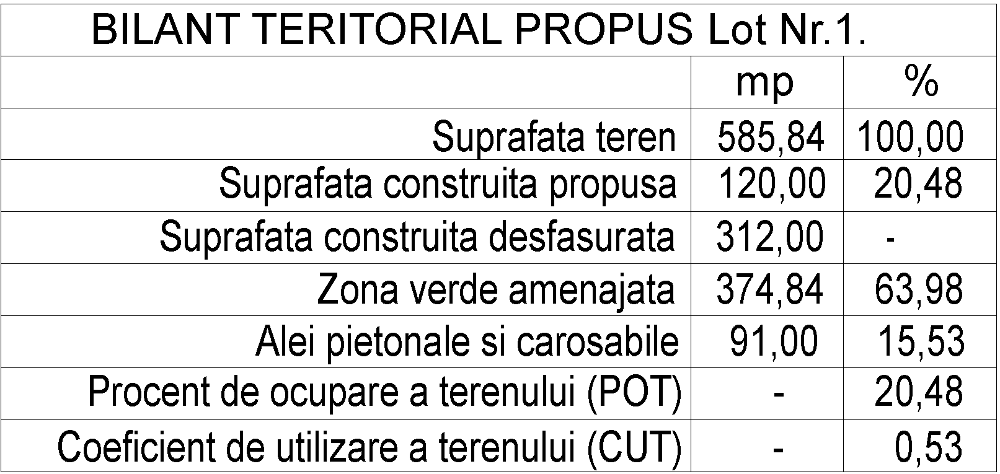 BILANT TERITORIAL PROPUS Lot Nr.1.
mp %
Suprafata teren 585,84 100,00
Suprafata construita propusa 120,00 20,48
Suprafata construita desfasurata 312,00 -
Zona verde amenajata 374,84 63,98
Alei pietonale si carosabile 91,00 15,53
Procent de ocupare a terenului (POT) - 20,48
Coeficient de utilizare a terenului (CUT) - 0,53